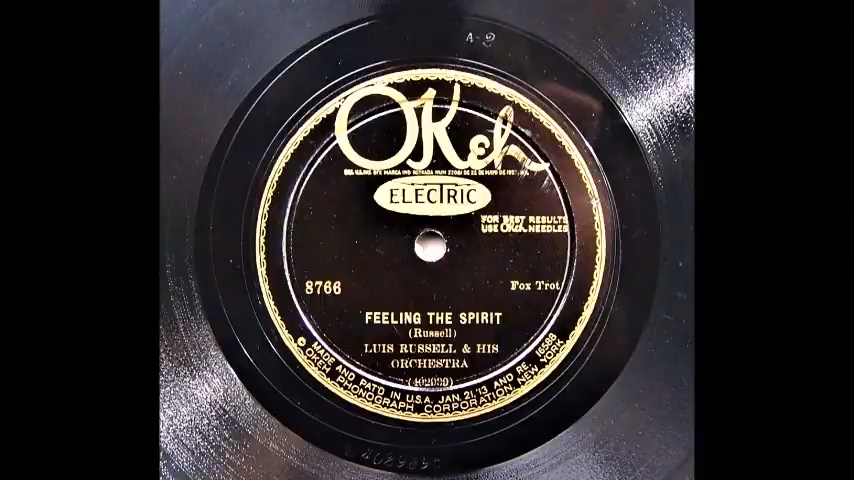 A-2
OKeh
ELECTRIC
FOR BEST RESULTS
USE OKeh NEEDLES
8766
Fox Trot
FEELING THE SPIRIT
(Russell)
LUIS RUSSELL & HIS
ORCHESTRA
(402939)
MADE AND PAT'D IN U.S.A. JAN. 21, '13 AND RE. 16588
© OKEH PHONOGRAPH CORPORATION, NEW YORK